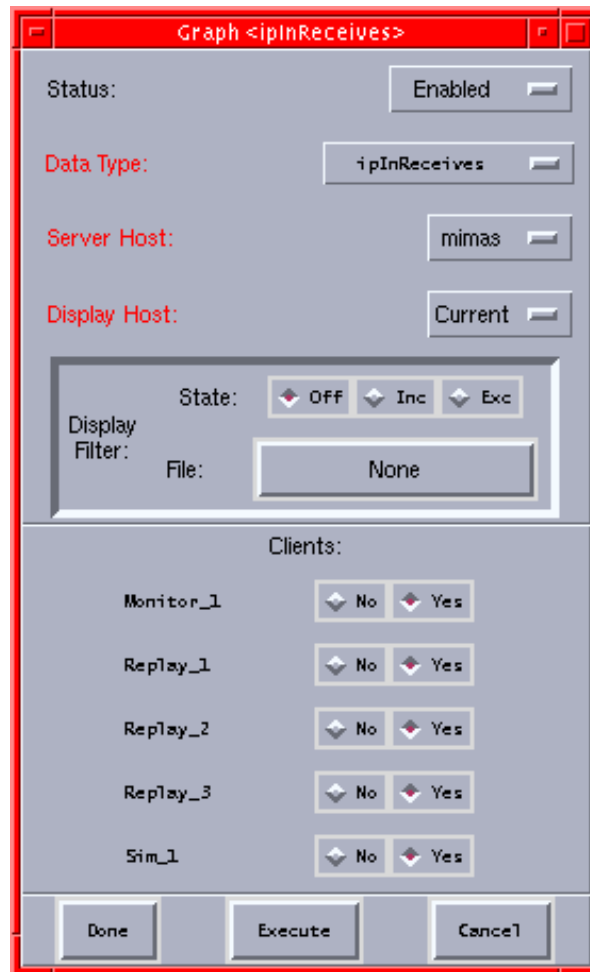 Graph <ipInReceives>
Status: Enabled
Data Type: ipInReceives
Server Host: mimas
Display Host: Current
Display Filter:
State: Off Inc Exc
File: None
Clients:
Monitor_1 No Yes
Replay_1 No Yes
Replay_2 No Yes
Replay_3 No Yes
Sim_1 No Yes
Done Execute Cancel